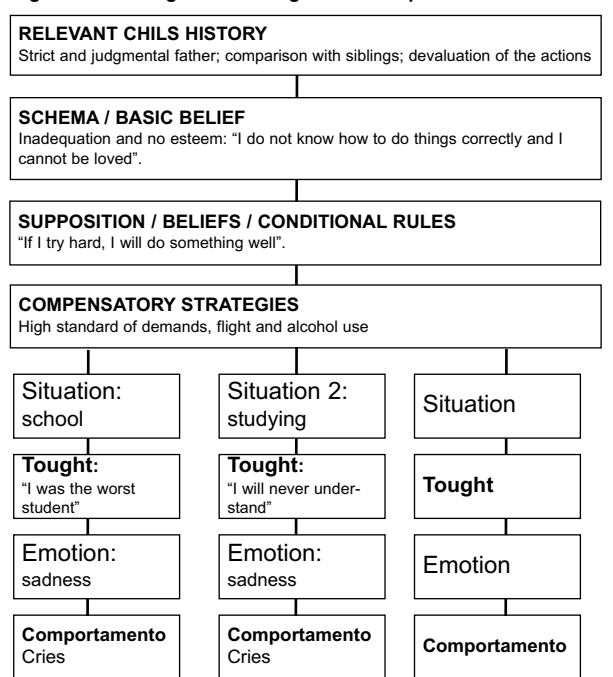 RELEVANT CHILS HISTORY
Strict and judgmental father; comparison with siblings; devaluation of the actions
SCHEMA / BASIC BELIEF
Inadequation and no esteem: “I do not know how to do things correctly and I
cannot be loved”.
SUPPOSITION / BELIEFS / CONDITIONAL RULES
“If I try hard, I will do something well”.
COMPENSATORY STRATEGIES
High standard of demands, flight and alcohol use
Situation:
school
Tought:
“I was the worst
student”
Emotion:
sadness
Comportamento
Cries
Situation 2:
studying
Tought:
“I will never under-
stand”
Emotion:
sadness
Comportamento
Cries
Situation
Tought
Emotion
Comportamento